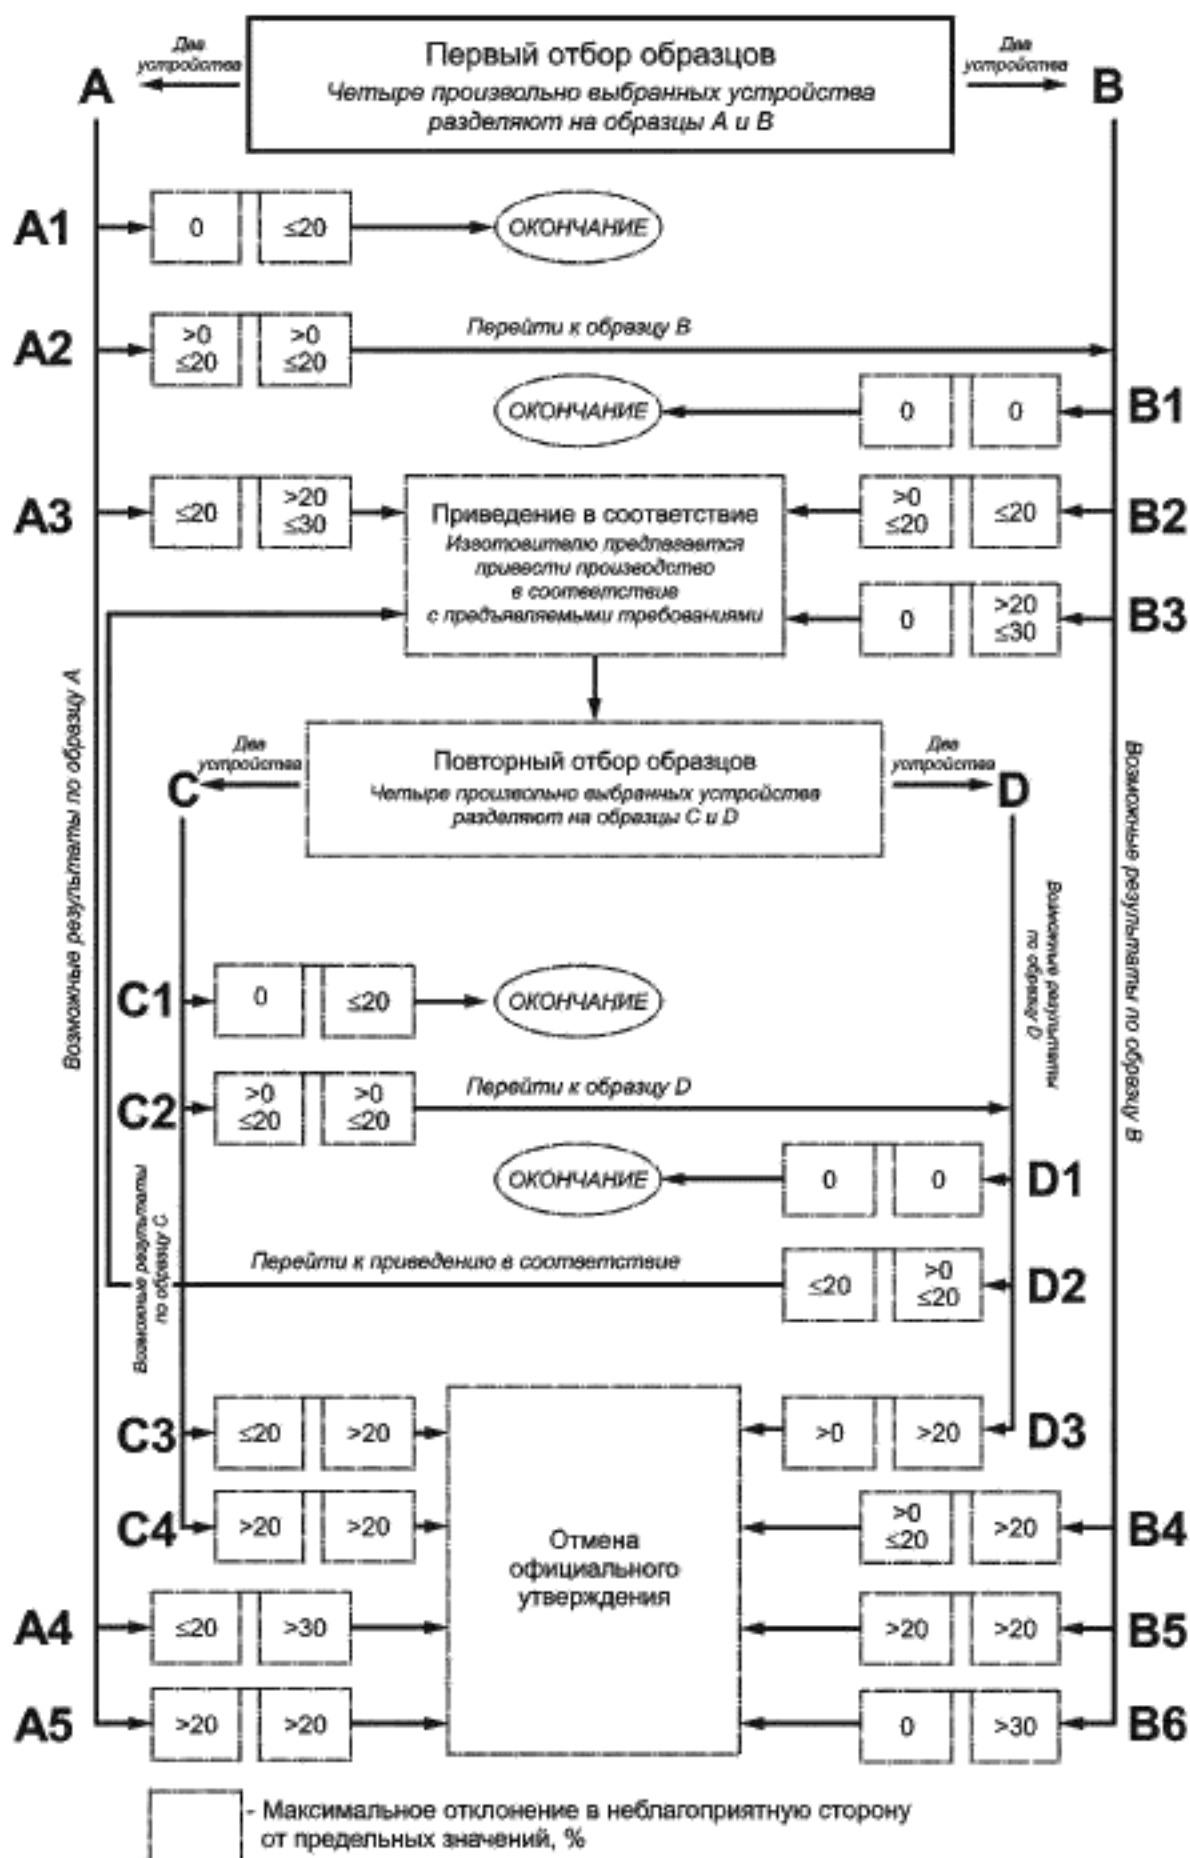 Два
устройства
Первый отбор образцов
Четыре произвольно выбранных устройства
разделяют на образцы А и В
Два
устройства
A
B
A1
0
≤20
ОКОНЧАНИЕ
A2
>0
≤20
>0
≤20
Перейти к образцу В
ОКОНЧАНИЕ
0
0
B1
A3
≤20
>20
≤30
Приведение в соответствие
Изготовителю предлагается
привести производство
в соответствие
с предъявляемыми требованиями
>0
≤20
≤20
B2
0
>20
≤30
B3
Возможные результаты по образцу А
Возможные результаты по образцу В
Два
устройства
Повторный отбор образцов
Четыре произвольно выбранных устройства
разделяют на образцы С и D
Два
устройства
C
D
Возможные результаты
по образцу D
C1
0
≤20
ОКОНЧАНИЕ
C2
>0
≤20
>0
≤20
Перейти к образцу D
ОКОНЧАНИЕ
0
0
D1
Возможные результаты
по образцу С
Перейти к приведению в соответствие
≤20
>0
≤20
D2
C3
≤20
>20
>0
>20
D3
C4
>20
>20
Отмена
официального
утверждения
>0
≤20
>20
B4
A4
≤20
>30
>20
>20
B5
A5
>20
>20
0
>30
B6
- Максимальное отклонение в неблагоприятную сторону
от предельных значений, %